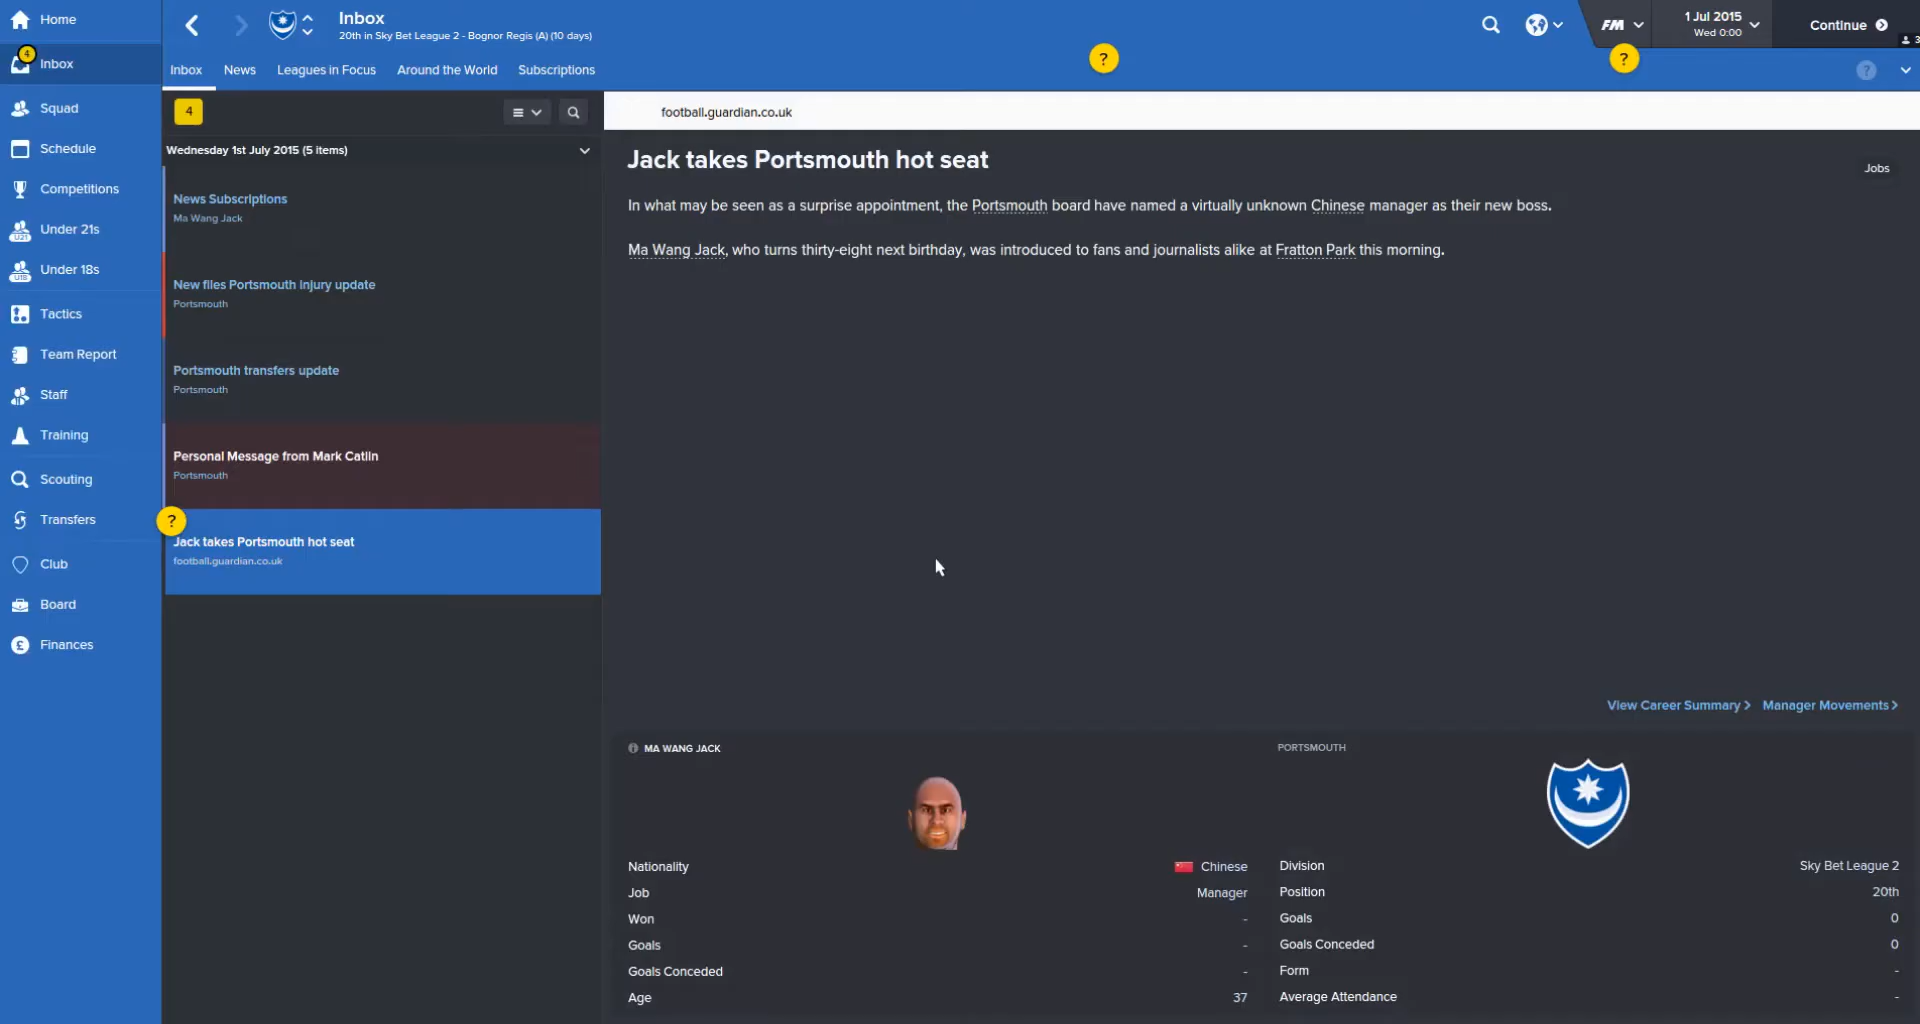 Home
Inbox
4
Squad
Schedule
Competitions
Under 21s
Under 18s
Tactics
Team Report
Staff
Training
Scouting
Transfers
Club
Board
Finances
Inbox
20th in Sky Bet League 2 - Bognor Regis (A) (10 days)
FM
1 Jul 2015
Wed 0:00
Continue
3
Inbox News Leagues in Focus Around the World Subscriptions
?
?
?
4
Wednesday 1st July 2015 (5 items)
News Subscriptions
Ma Wang Jack
New files Portsmouth injury update
Portsmouth
Portsmouth transfers update
Portsmouth
Personal Message from Mark Catlin
Portsmouth
?
Jack takes Portsmouth hot seat
football.guardian.co.uk
football.guardian.co.uk
Jack takes Portsmouth hot seat
Jobs
In what may be seen as a surprise appointment, the Portsmouth board have named a virtually unknown Chinese manager as their new boss.
Ma Wang Jack, who turns thirty-eight next birthday, was introduced to fans and journalists alike at Fratton Park this morning.
View Career Summary > Manager Movements >
MA WANG JACK
Nationality Chinese
Job Manager
Won -
Goals -
Goals Conceded -
Age 37
PORTSMOUTH
Division Sky Bet League 2
Position 20th
Goals 0
Goals Conceded 0
Form -
Average Attendance -